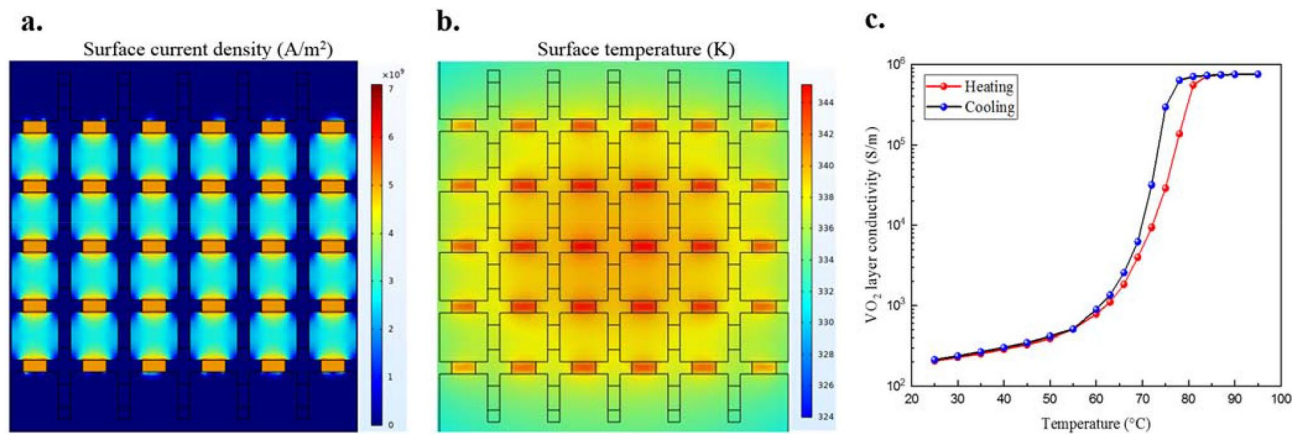 a.
Surface current density (A/m²)
×10⁹
7
6
5
4
3
2
1
0
b.
Surface temperature (K)
344
342
340
338
336
333
331
330
328
326
324
c.
Heating
Cooling
VO₂ layer conductivity (S/m)
10⁶
10⁵
10⁴
10³
10²
20 30 40 50 60 70 80 90 100
Temperature (°C)